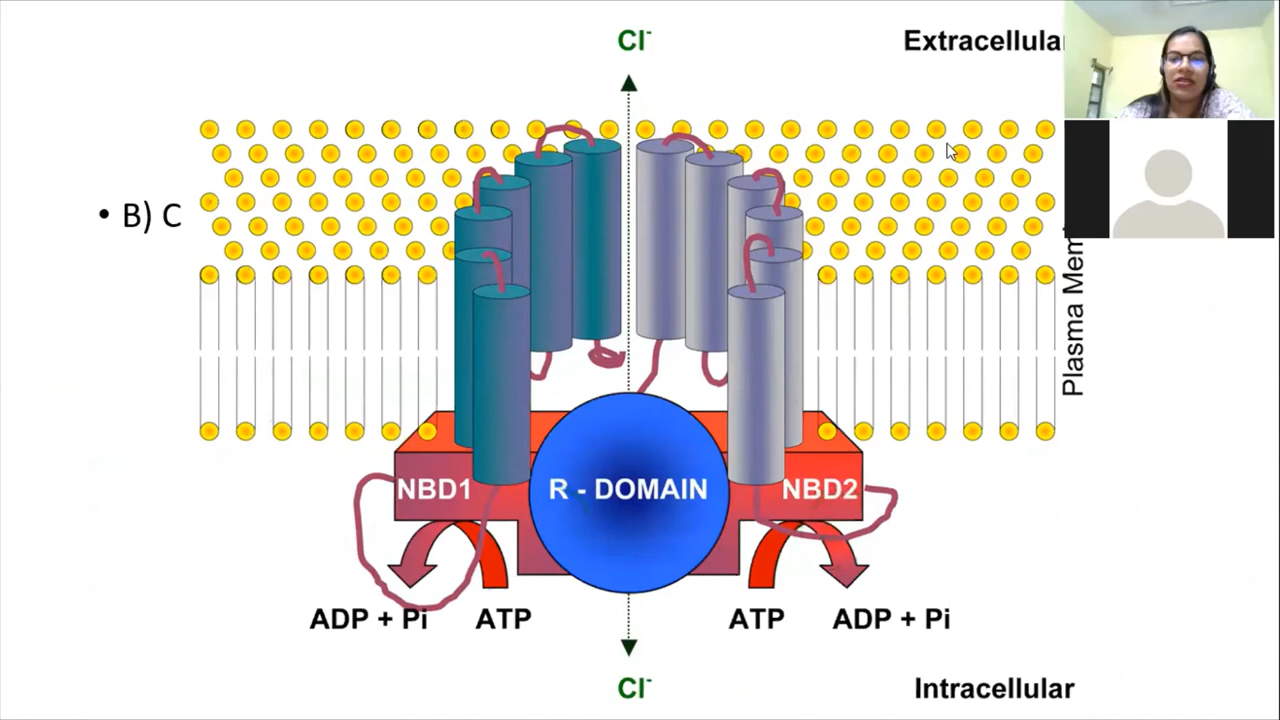 Cl-
Extracellular
• B) C
Plasma Mem
NBD1
R - DOMAIN
NBD2
ADP + Pi
ATP
ATP
ADP + Pi
Cl-
Intracellular